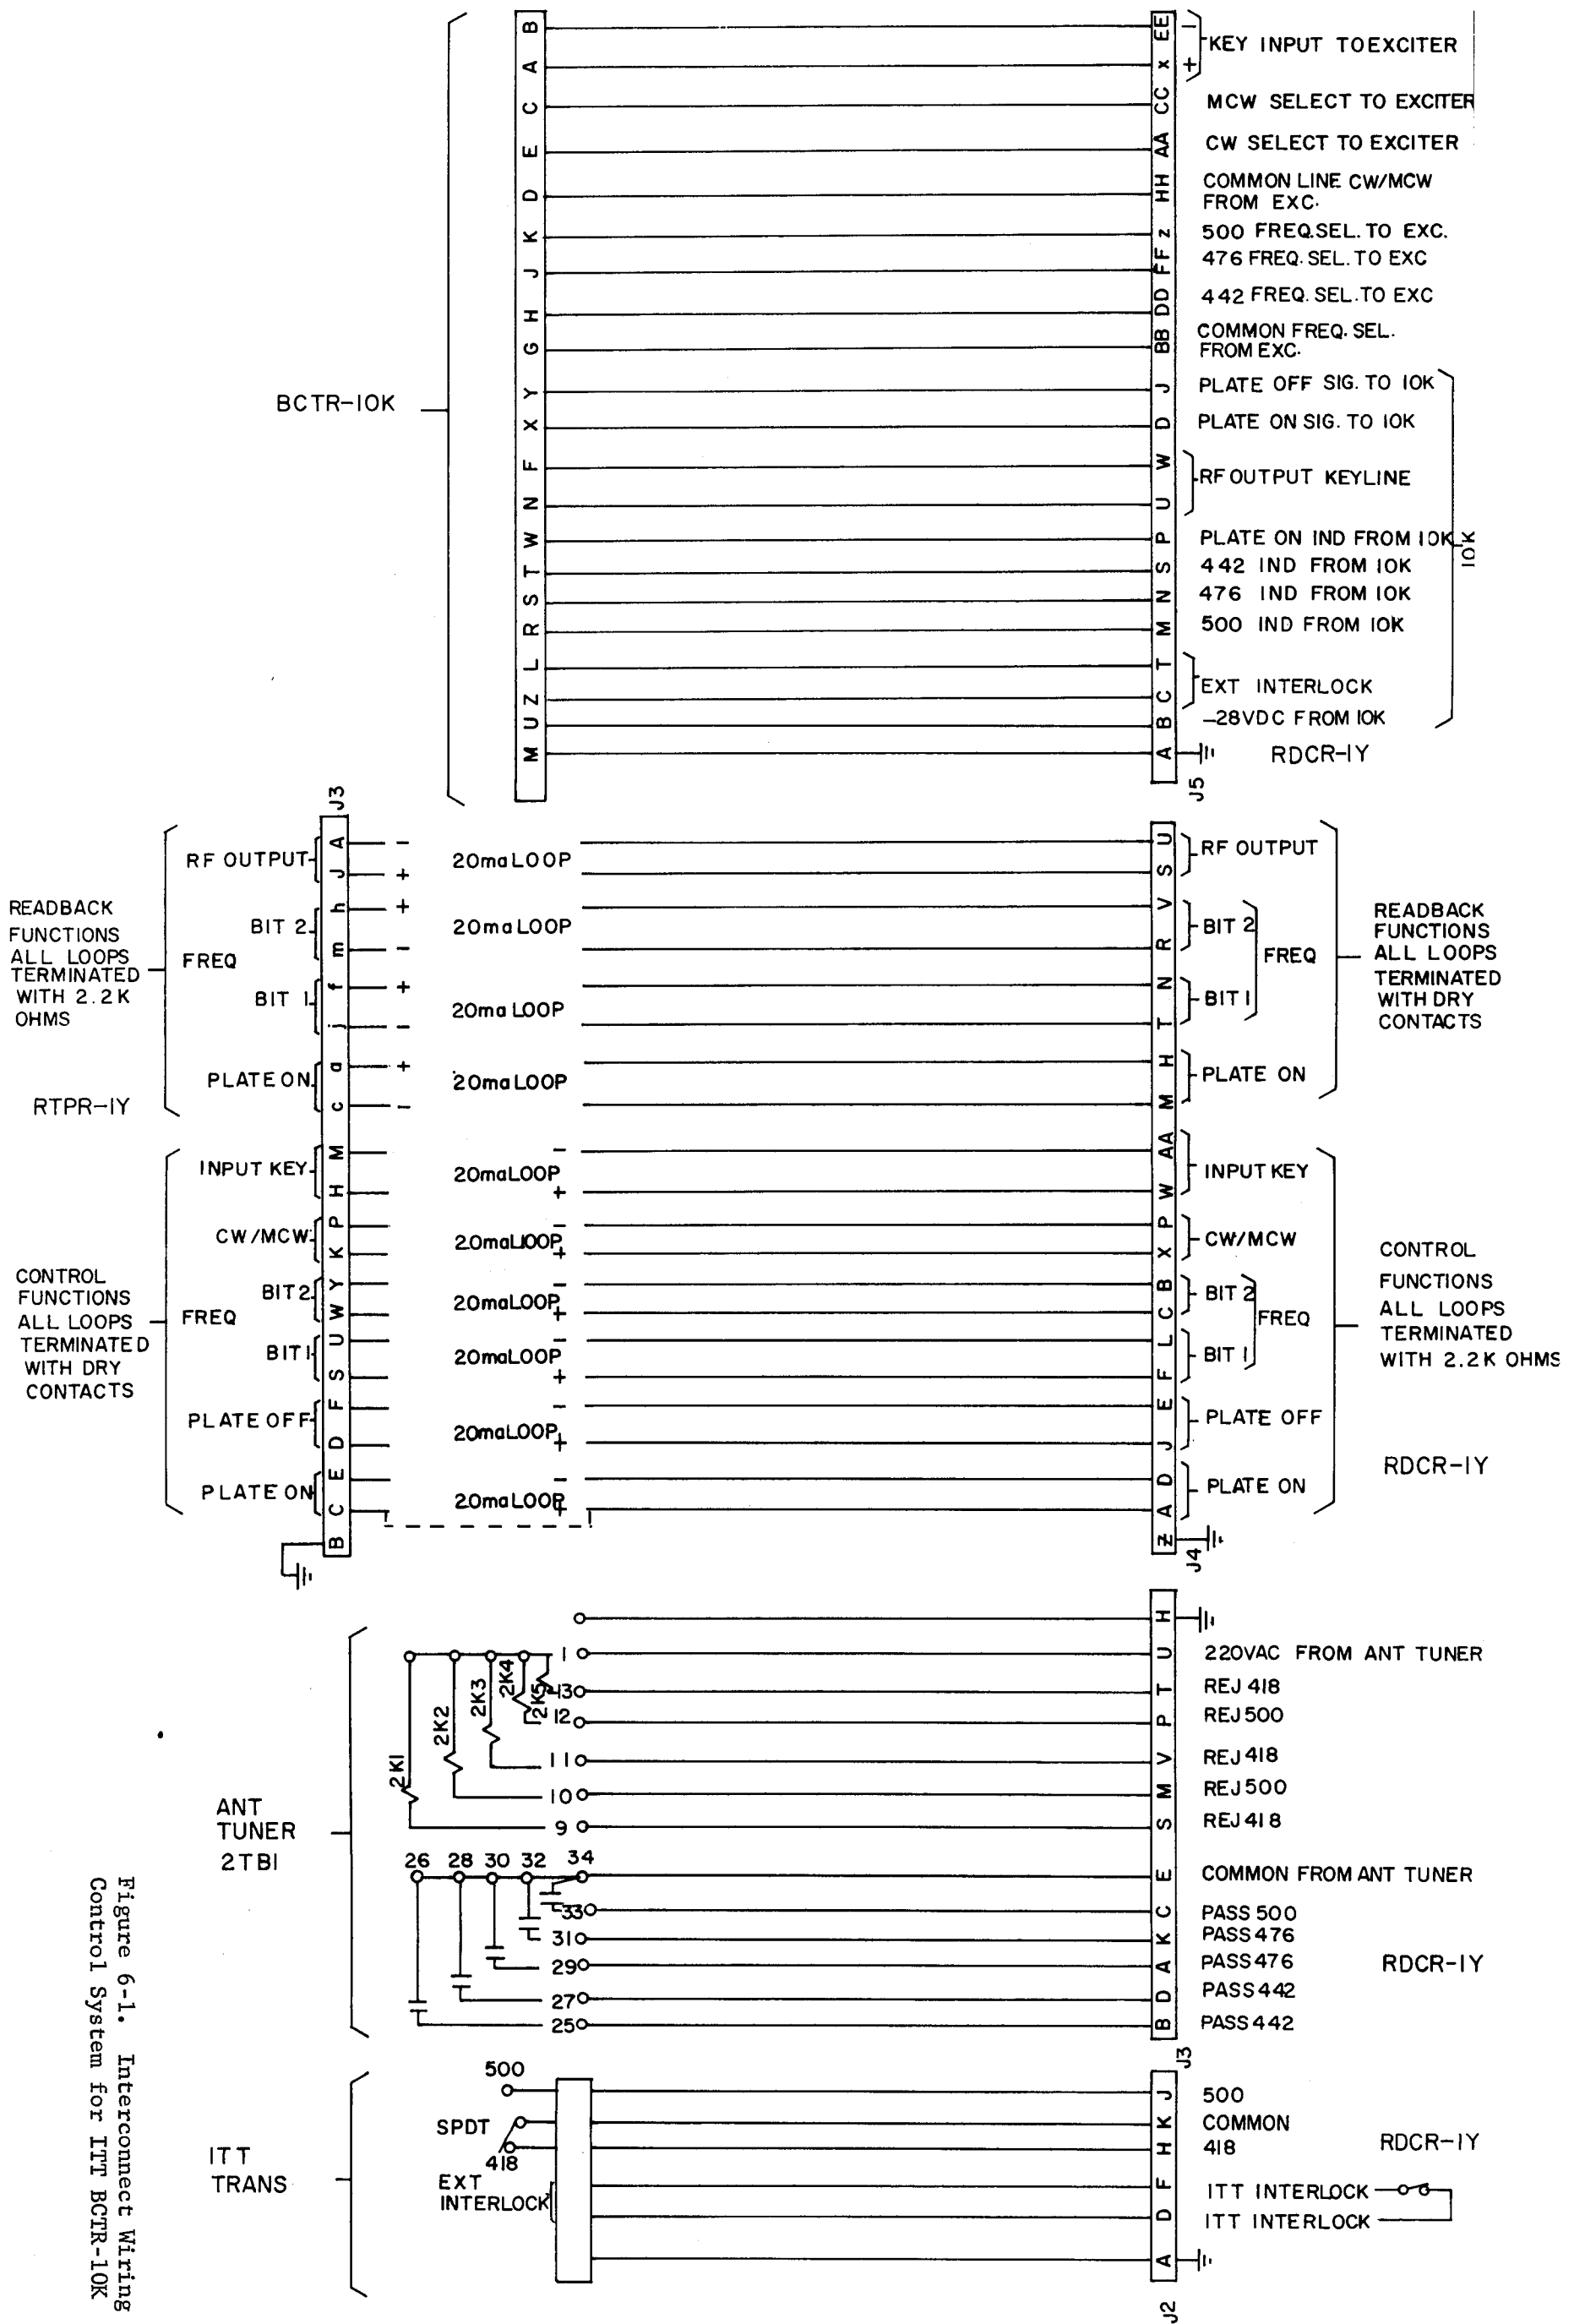 B EE − KEY INPUT TO EXCITER
A x +
C CC MCW SELECT TO EXCITER
E AA CW SELECT TO EXCITER
D HH COMMON LINE CW/MCW
FROM EXC.
K z 500 FREQ.SEL. TO EXC.
J FF 476 FREQ. SEL. TO EXC
H DD 442 FREQ. SEL. TO EXC
G BB COMMON FREQ. SEL.
FROM EXC.
BCTR-10K
Y J PLATE OFF SIG. TO 10K
X D PLATE ON SIG. TO 10K
F W RF OUTPUT KEYLINE
N U
W P PLATE ON IND FROM 10K
10K
T S 442 IND FROM 10K
S N 476 IND FROM 10K
R M 500 IND FROM 10K
L T EXT INTERLOCK
Z C
U B −28VDC FROM 10K
M A RDCR-1Y
J5
J3
READBACK
FUNCTIONS
ALL LOOPS
TERMINATED
WITH 2.2K
OHMS
RTPR-1Y
RF OUTPUT A − 20ma LOOP U RF OUTPUT
J + S
FREQ
BIT 2 h + 20ma LOOP V BIT 2
m − R
FREQ
BIT 1 f + 20ma LOOP N BIT 1
j − T
PLATE ON a + 20ma LOOP H PLATE ON
c − M
READBACK
FUNCTIONS
ALL LOOPS
TERMINATED
WITH DRY
CONTACTS
CONTROL
FUNCTIONS
ALL LOOPS
TERMINATED
WITH DRY
CONTACTS
INPUT KEY M 20ma LOOP − AA INPUT KEY
H + W
CW/MCW P 20ma LOOP − P CW/MCW
K + X
FREQ
BIT 2 Y 20ma LOOP − B BIT 2
W + C
FREQ
BIT 1 U 20ma LOOP − L BIT 1
S + F
PLATE OFF F 20ma LOOP − E PLATE OFF
D + J
PLATE ON E 20ma LOOP − D PLATE ON
C + A
B Z
J4
CONTROL
FUNCTIONS
ALL LOOPS
TERMINATED
WITH 2.2K OHMS
RDCR-1Y
ANT
TUNER
2TB1
H
1 U 220VAC FROM ANT TUNER
2K5 13 T REJ 418
2K4 12 P REJ 500
2K3 11 V REJ 418
2K2 10 M REJ 500
2K1 9 S REJ 418
26 28 30 32 34 E COMMON FROM ANT TUNER
33 C PASS 500
31 K PASS 476
29 A PASS 476
27 D PASS 442
25 B PASS 442
RDCR-1Y
J3
ITT
TRANS
500 J 500
SPDT K COMMON
418 H 418
RDCR-1Y
EXT
INTERLOCK
F ITT INTERLOCK
D ITT INTERLOCK
A
J2
Figure 6-1. Interconnect Wiring
Control System for ITT BCTR-10K